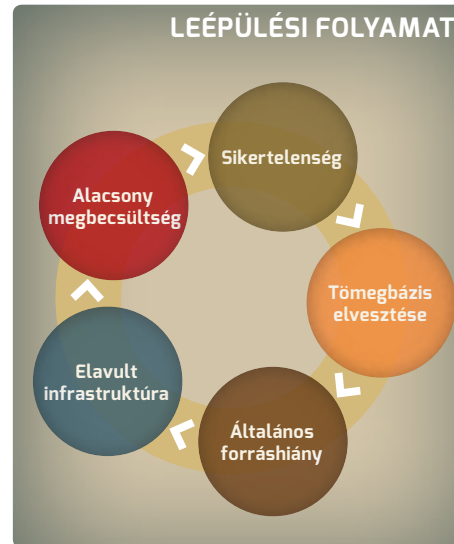 LEÉPÜLÉSI FOLYAMAT
Sikertelenség
Tömegbázis
elvesztése
Általános
forráshiány
Elavult
infrastruktúra
Alacsony
megbecsültség